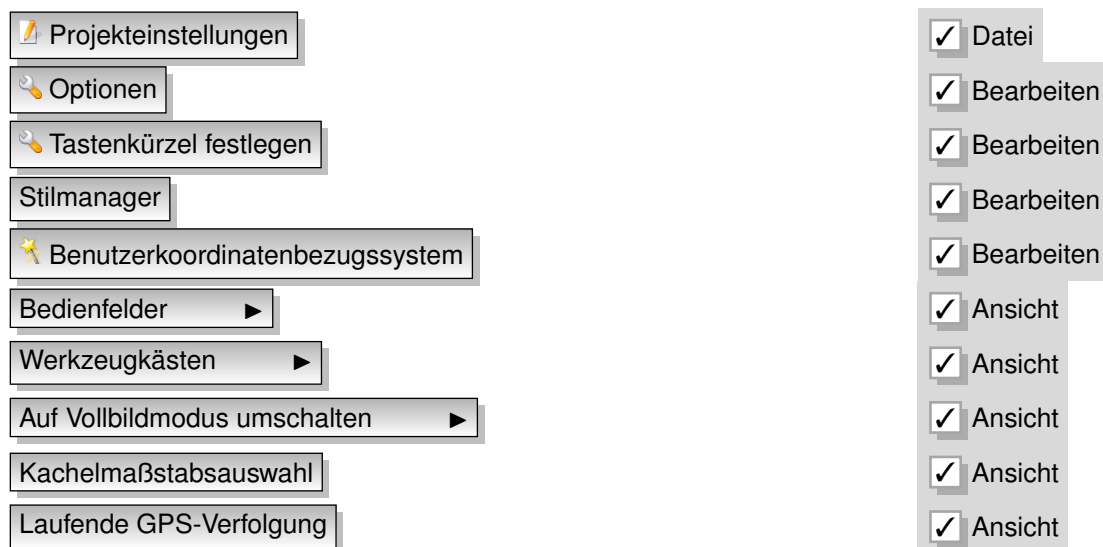 Projekteinstellungen ✓ Datei
Optionen ✓ Bearbeiten
Tastenkürzel festlegen ✓ Bearbeiten
Stilmanager ✓ Bearbeiten
Benutzerkoordinatenbezugssystem ✓ Bearbeiten
Bedienfelder ► ✓ Ansicht
Werkzeugkästen ► ✓ Ansicht
Auf Vollbildmodus umschalten ► ✓ Ansicht
Kachelmaßstabsauswahl ✓ Ansicht
Laufende GPS-Verfolgung ✓ Ansicht